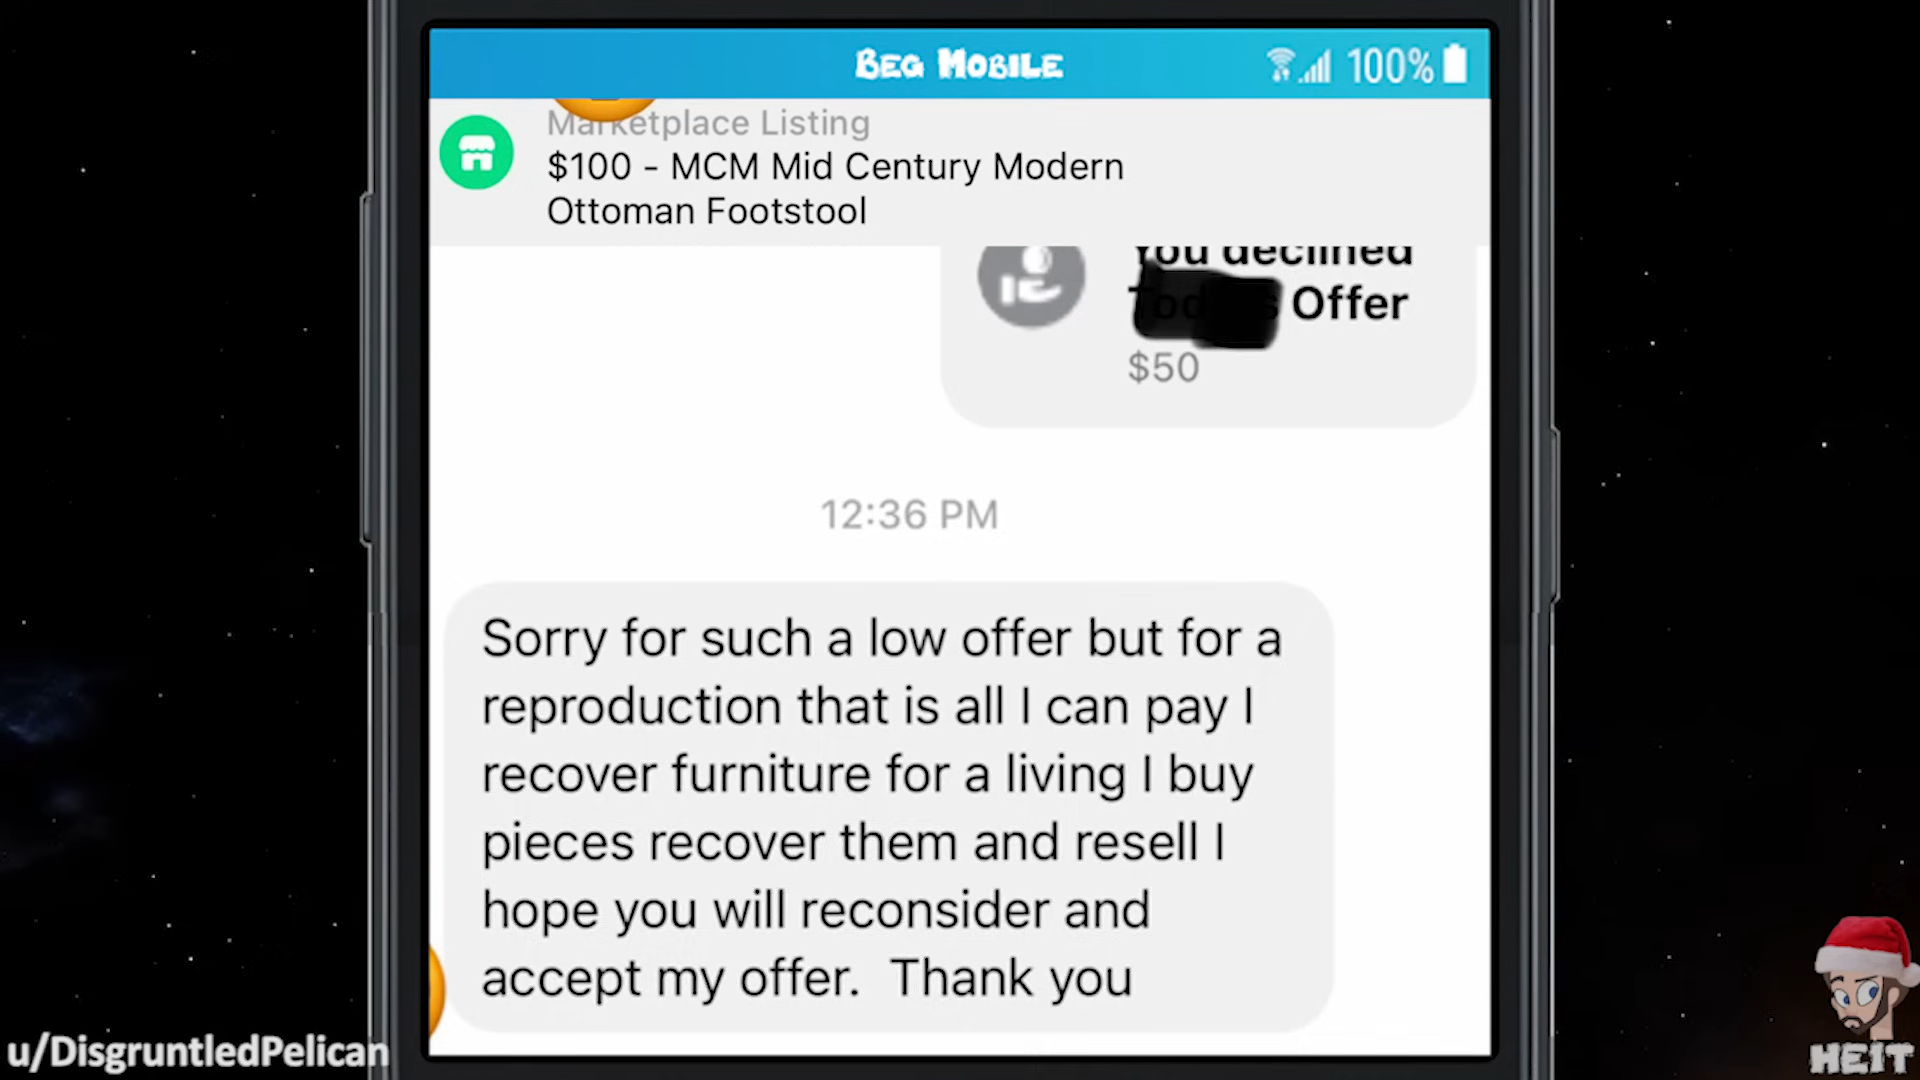 BEG MOBILE
100%
Marketplace Listing
$100 - MCM Mid Century Modern
Ottoman Footstool
You declined
Offer
$50
12:36 PM
Sorry for such a low offer but for a
reproduction that is all I can pay I
recover furniture for a living I buy
pieces recover them and resell I
hope you will reconsider and
accept my offer.  Thank you
u/DisgruntledPelican
HEIT